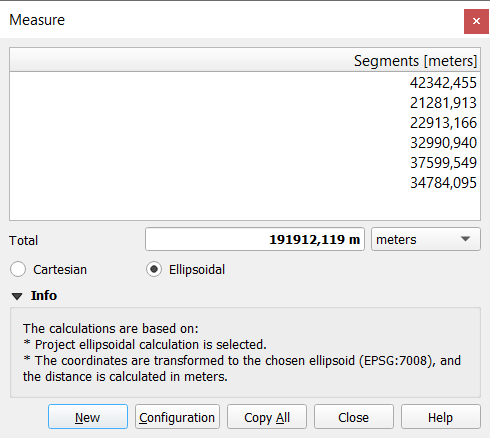 Measure
Segments [meters]
42342,455
21281,913
22913,166
32990,940
37599,549
34784,095
Total 191912,119 m meters
Cartesian Ellipsoidal
Info
The calculations are based on:
* Project ellipsoidal calculation is selected.
* The coordinates are transformed to the chosen ellipsoid (EPSG:7008), and
the distance is calculated in meters.
New Configuration Copy All Close Help